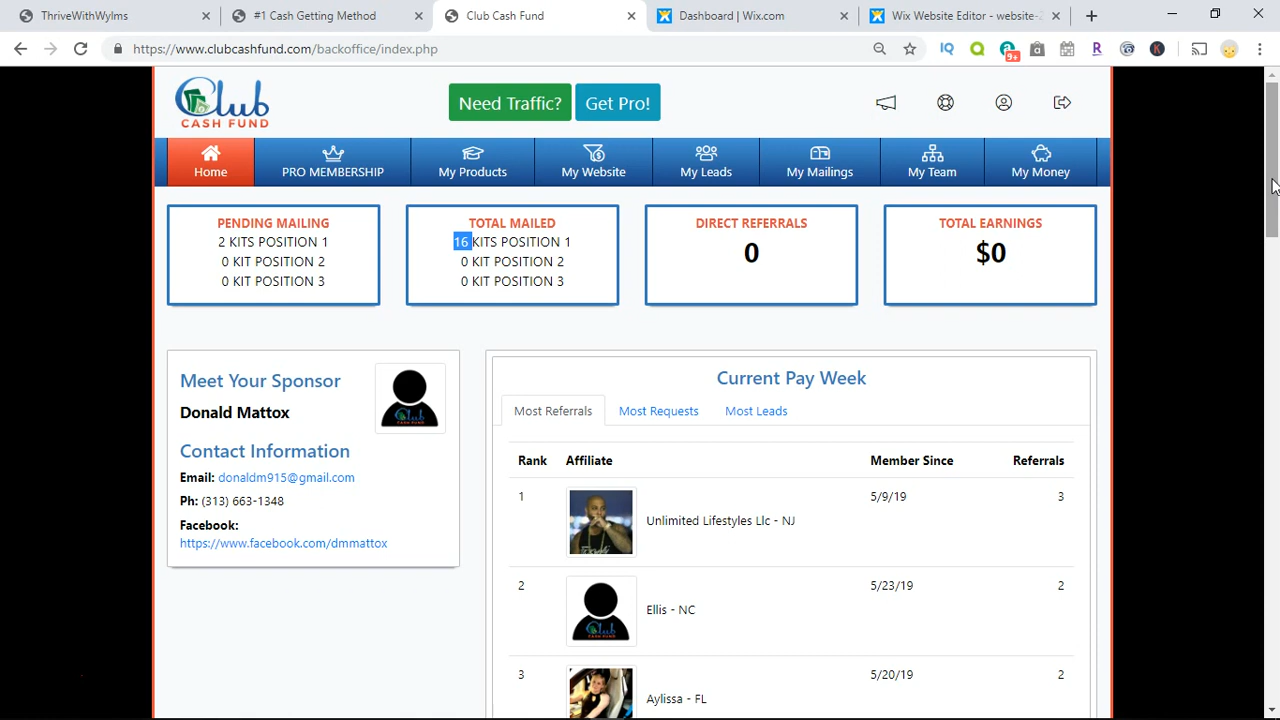 ThriveWithWylms
#1 Cash Getting Method
Club Cash Fund
Dashboard | Wix.com
Wix Website Editor - website-2
https://www.clubcashfund.com/backoffice/index.php
IQ
9+
R
K
Club
CASH FUND
Need Traffic?
Get Pro!
Home
PRO MEMBERSHIP
My Products
My Website
My Leads
My Mailings
My Team
My Money
PENDING MAILING
2 KITS POSITION 1
0 KIT POSITION 2
0 KIT POSITION 3
TOTAL MAILED
16 KITS POSITION 1
0 KIT POSITION 2
0 KIT POSITION 3
DIRECT REFERRALS
0
TOTAL EARNINGS
$0
Meet Your Sponsor
Donald Mattox
Contact Information
Email: donaldm915@gmail.com
Ph: (313) 663-1348
Facebook:
https://www.facebook.com/dmmattox
Current Pay Week
Most Referrals Most Requests Most Leads
Rank Affiliate Member Since Referrals
1 Unlimited Lifestyles Llc - NJ 5/9/19 3
2 Ellis - NC 5/23/19 2
3 Aylissa - FL 5/20/19 2